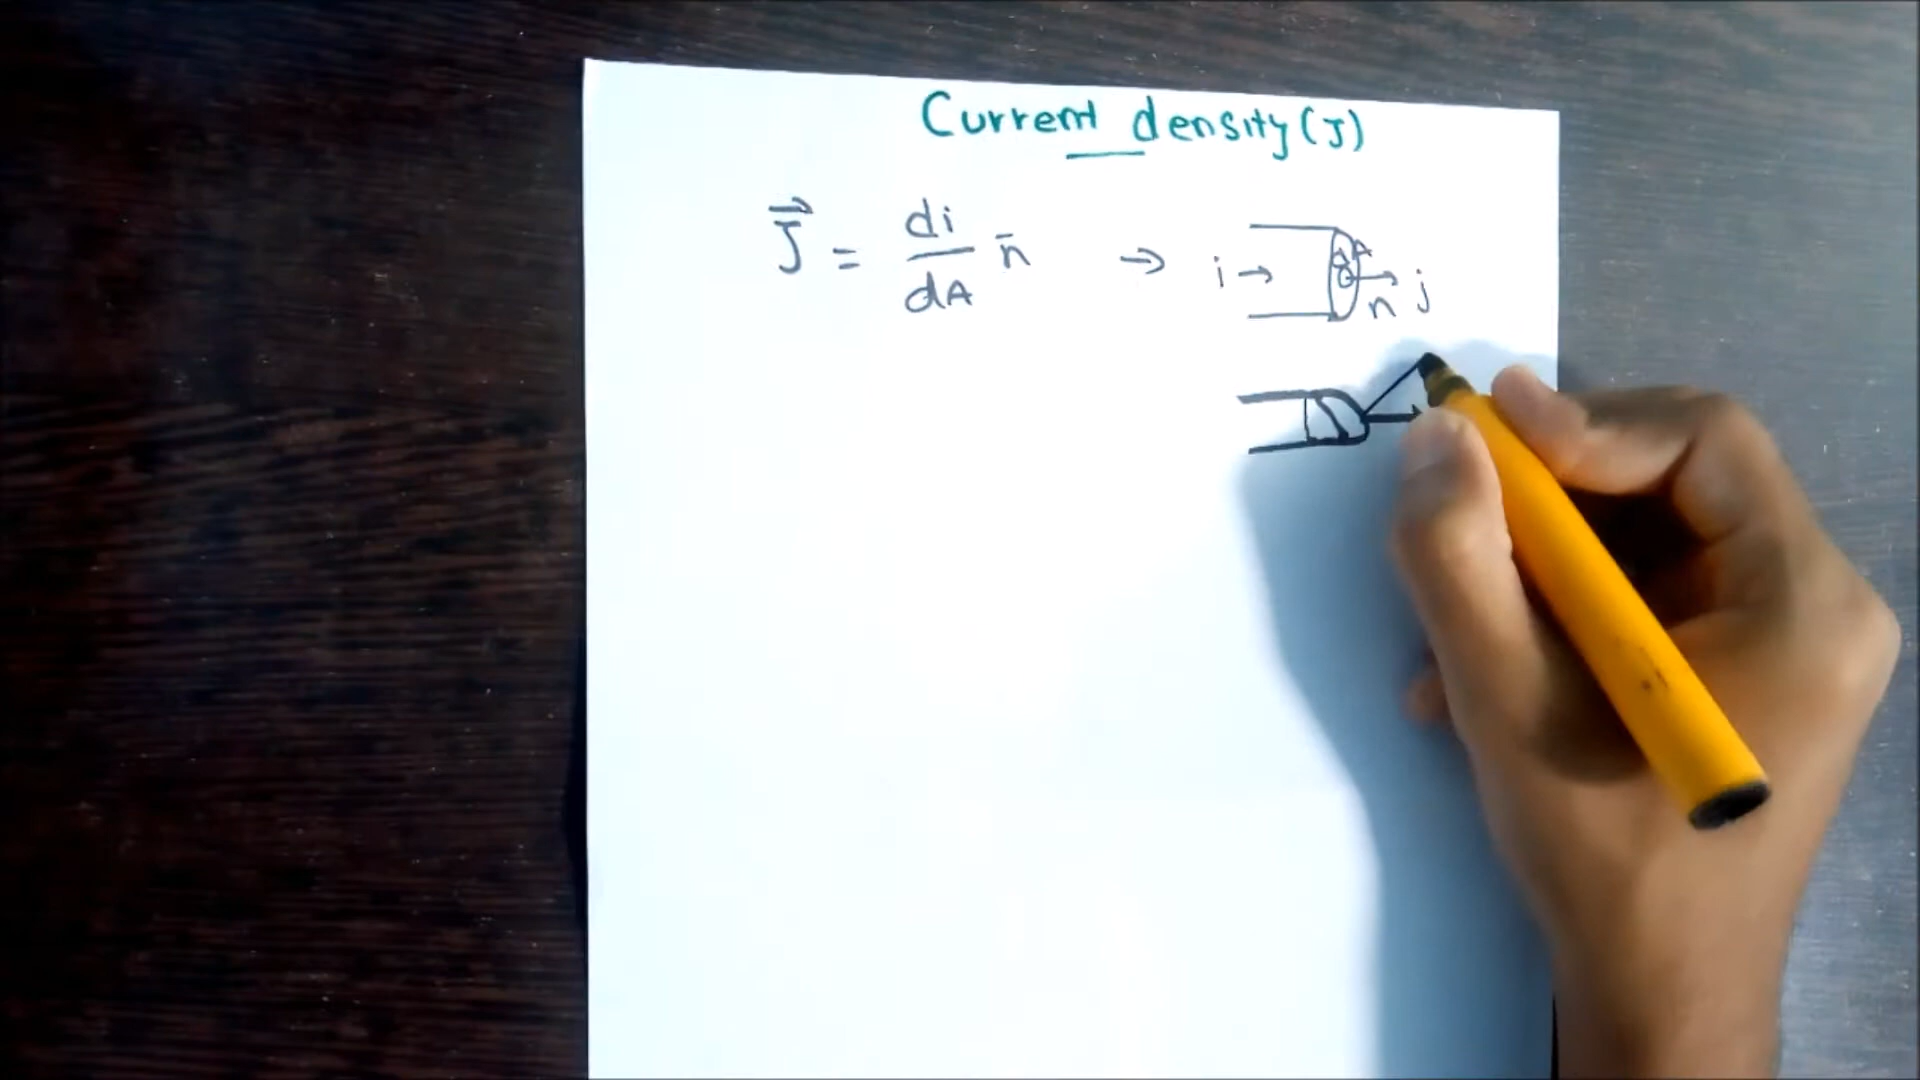 Current density (J)
J⃗ = di/dA n̄ → i → dA n j